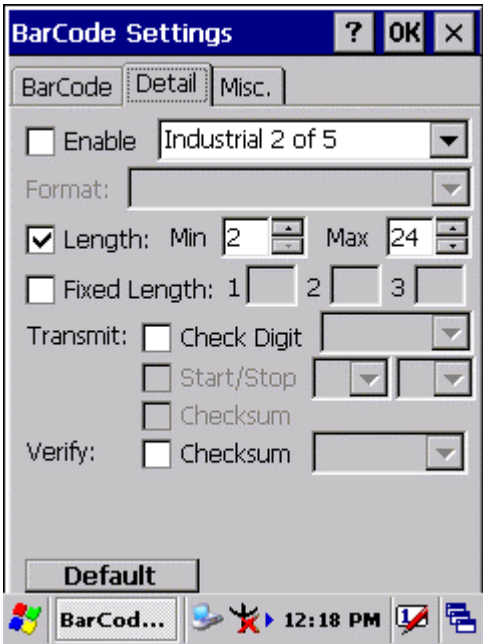 BarCode Settings ? OK ×
BarCode Detail Misc.
Enable Industrial 2 of 5
Format:
Length: Min 2 Max 24
Fixed Length: 1 2 3
Transmit: Check Digit
Start/Stop
Checksum
Verify: Checksum
Default
BarCod... 12:18 PM 1